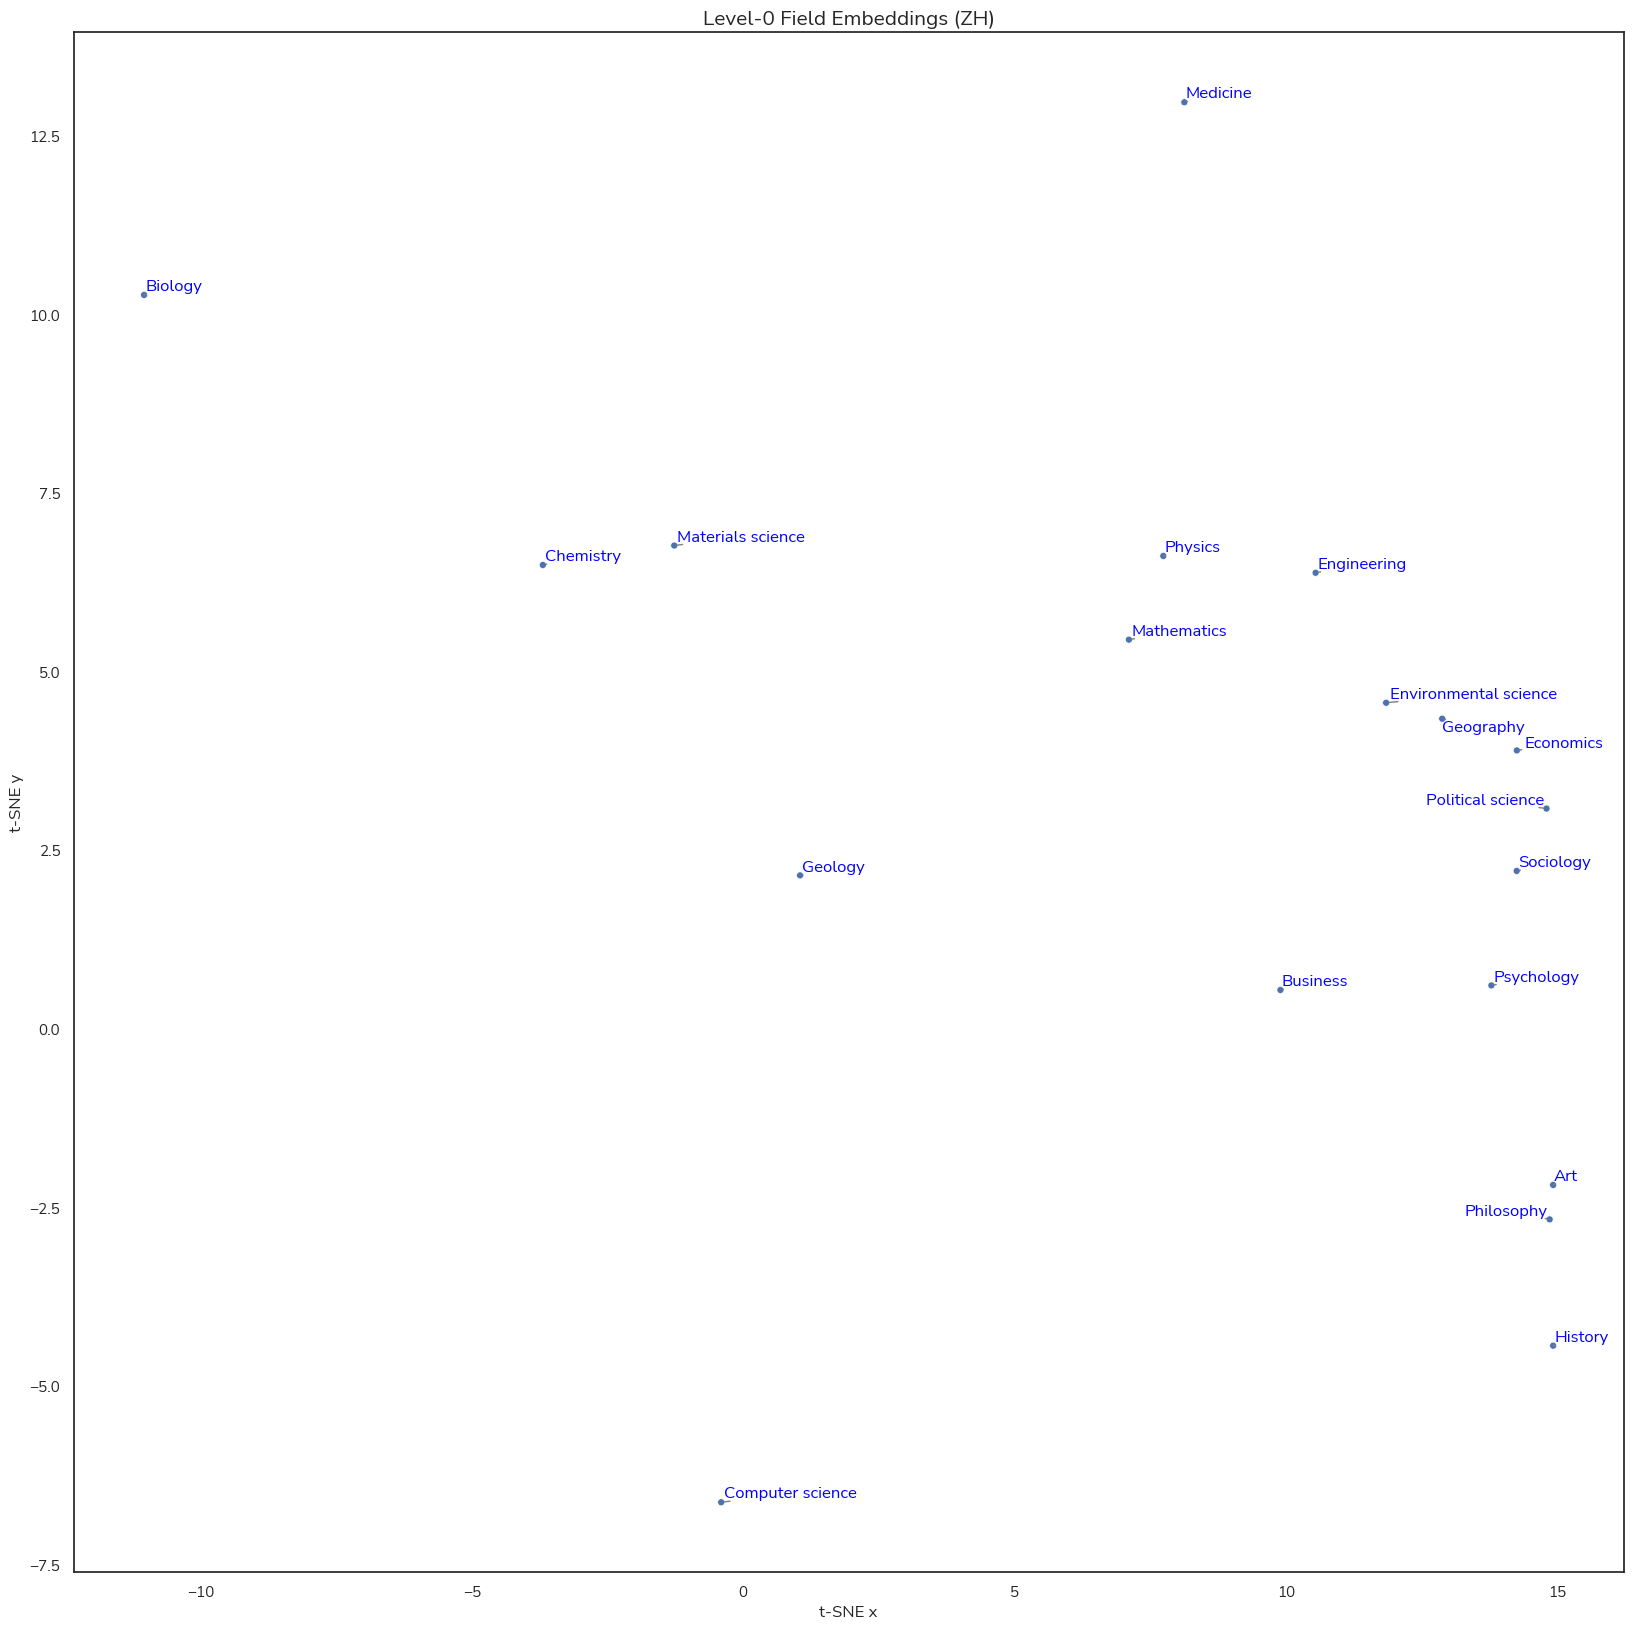 Level-0 Field Embeddings (ZH)
Medicine
12.5
Biology
10.0
7.5
Materials science
Physics
Chemistry
Engineering
Mathematics
5.0
Environmental science
Geography
Economics
t-SNE y
Political science
2.5
Sociology
Geology
Psychology
Business
0.0
Art
−2.5
Philosophy
History
−5.0
Computer science
−7.5
−10
−5
0
5
10
15
t-SNE x